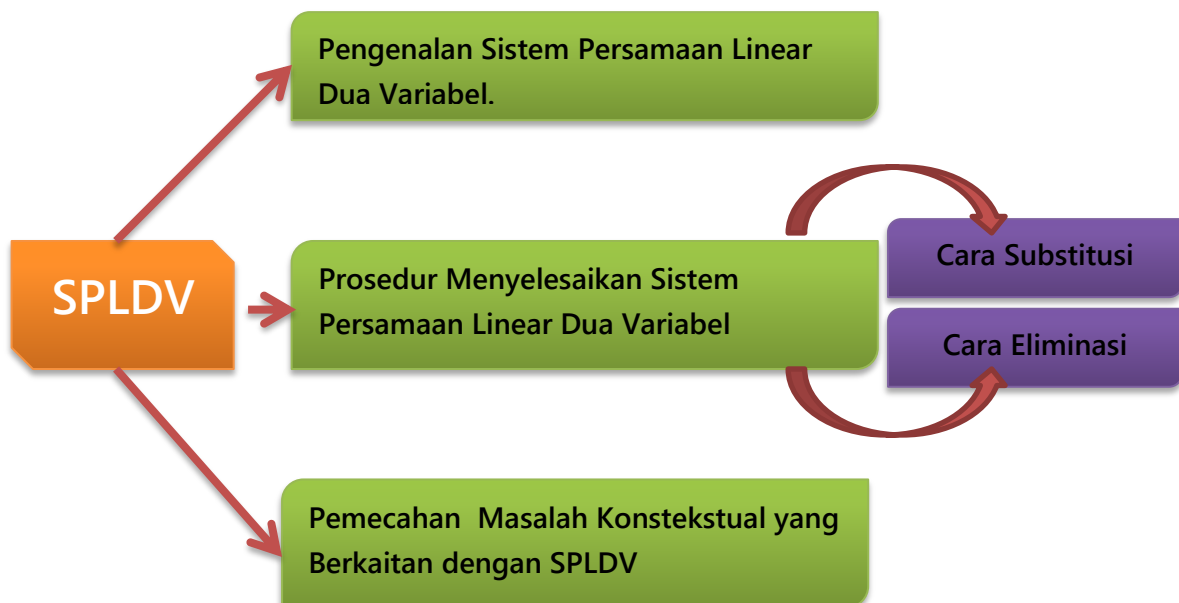 Pengenalan Sistem Persamaan Linear
Dua Variabel.
SPLDV
Prosedur Menyelesaikan Sistem
Persamaan Linear Dua Variabel
Cara Substitusi
Cara Eliminasi
Pemecahan Masalah Konstekstual yang
Berkaitan dengan SPLDV